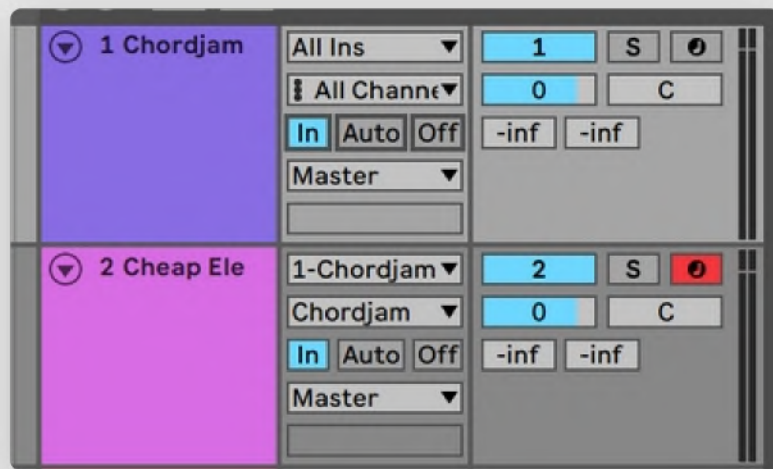 1 Chordjam All Ins 1 S
All Channe 0 C
In Auto Off -inf -inf
Master
2 Cheap Ele 1-Chordjam 2 S
Chordjam 0 C
In Auto Off -inf -inf
Master